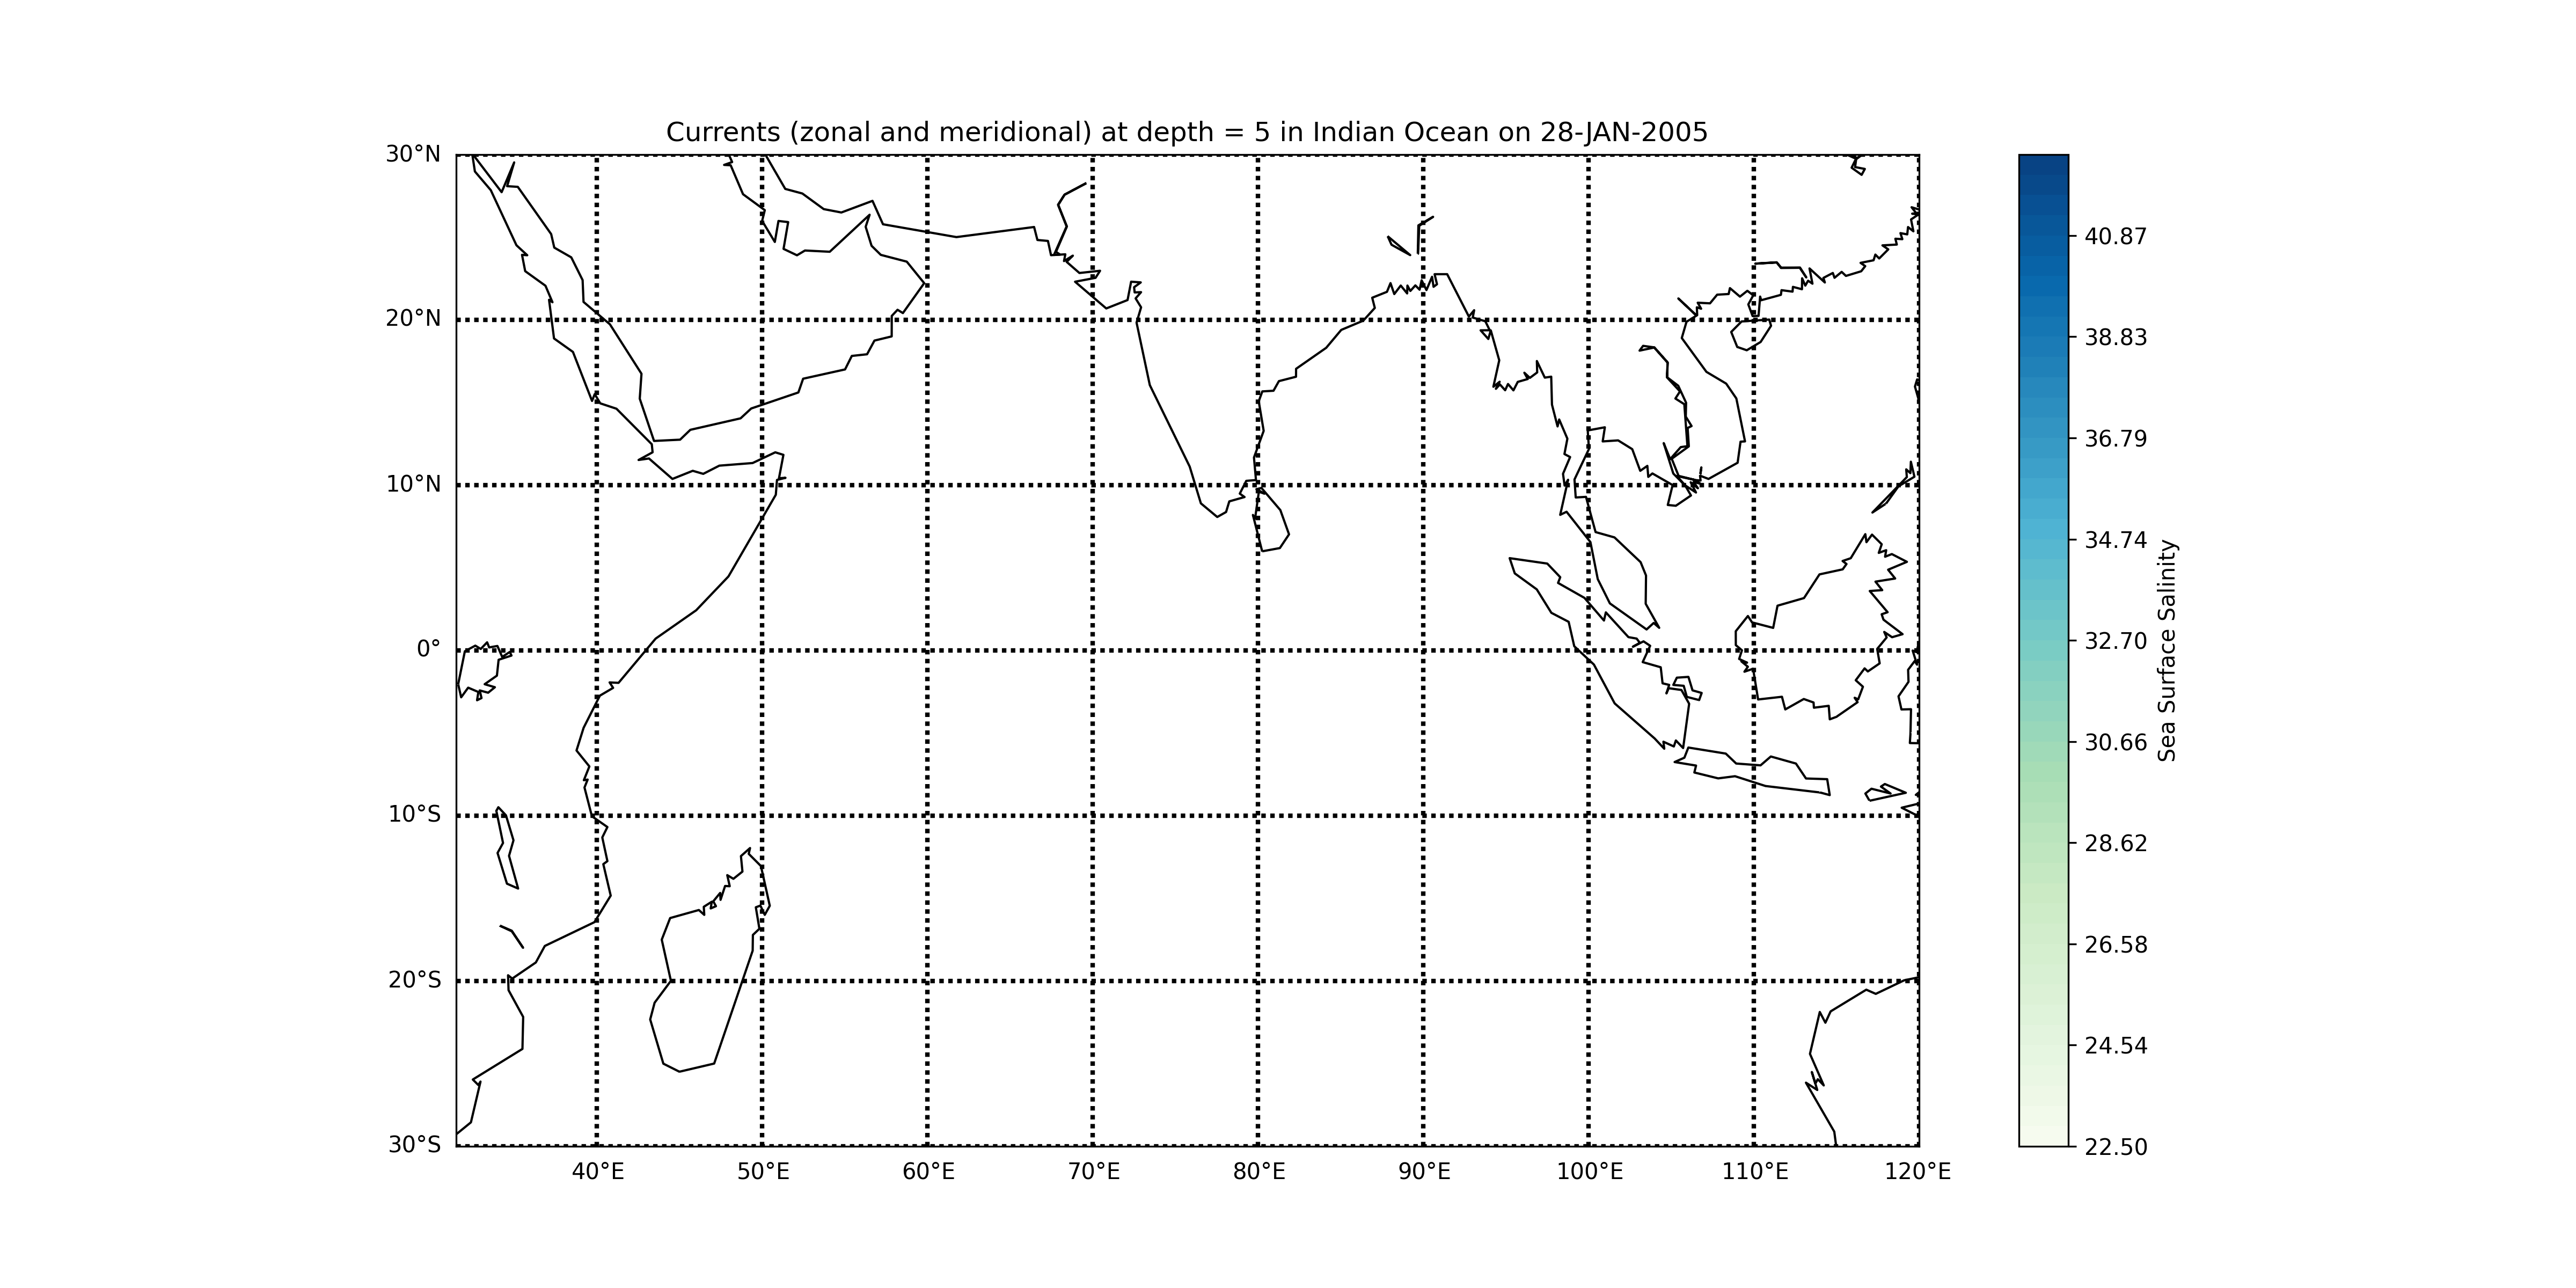 Currents (zonal and meridional) at depth = 5 in Indian Ocean on 28-JAN-2005
30°N
20°N
10°N
0°
10°S
20°S
30°S
40°E
50°E
60°E
70°E
80°E
90°E
100°E
110°E
120°E
40.87
38.83
36.79
34.74
32.70
30.66
28.62
26.58
24.54
22.50
Sea Surface Salinity